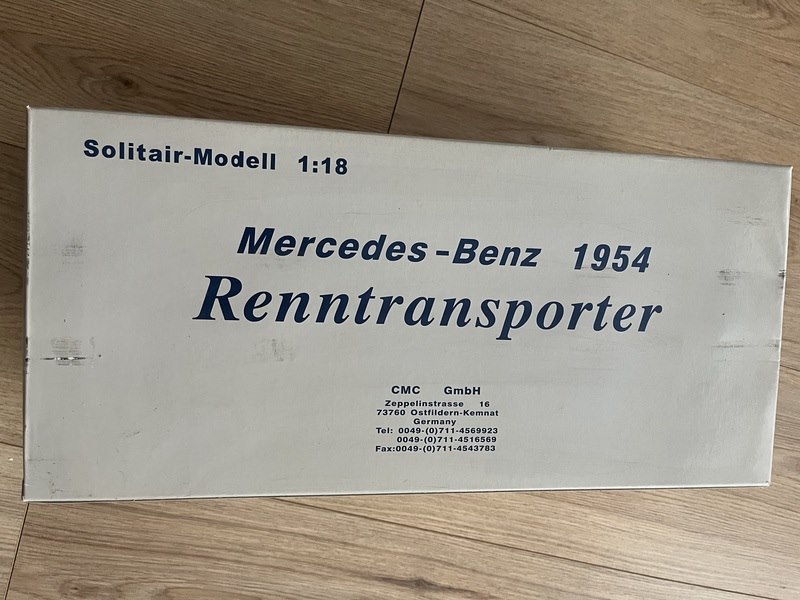 Solitair-Modell 1:18
Mercedes-Benz 1954
Renntransporter
CMC GmbH
Zeppelinstrasse 16
73760 Ostfildern-Kemnat
Germany
Tel: 0049-(0)711-4569923
0049-(0)711-4516569
Fax:0049-(0)711-4543783